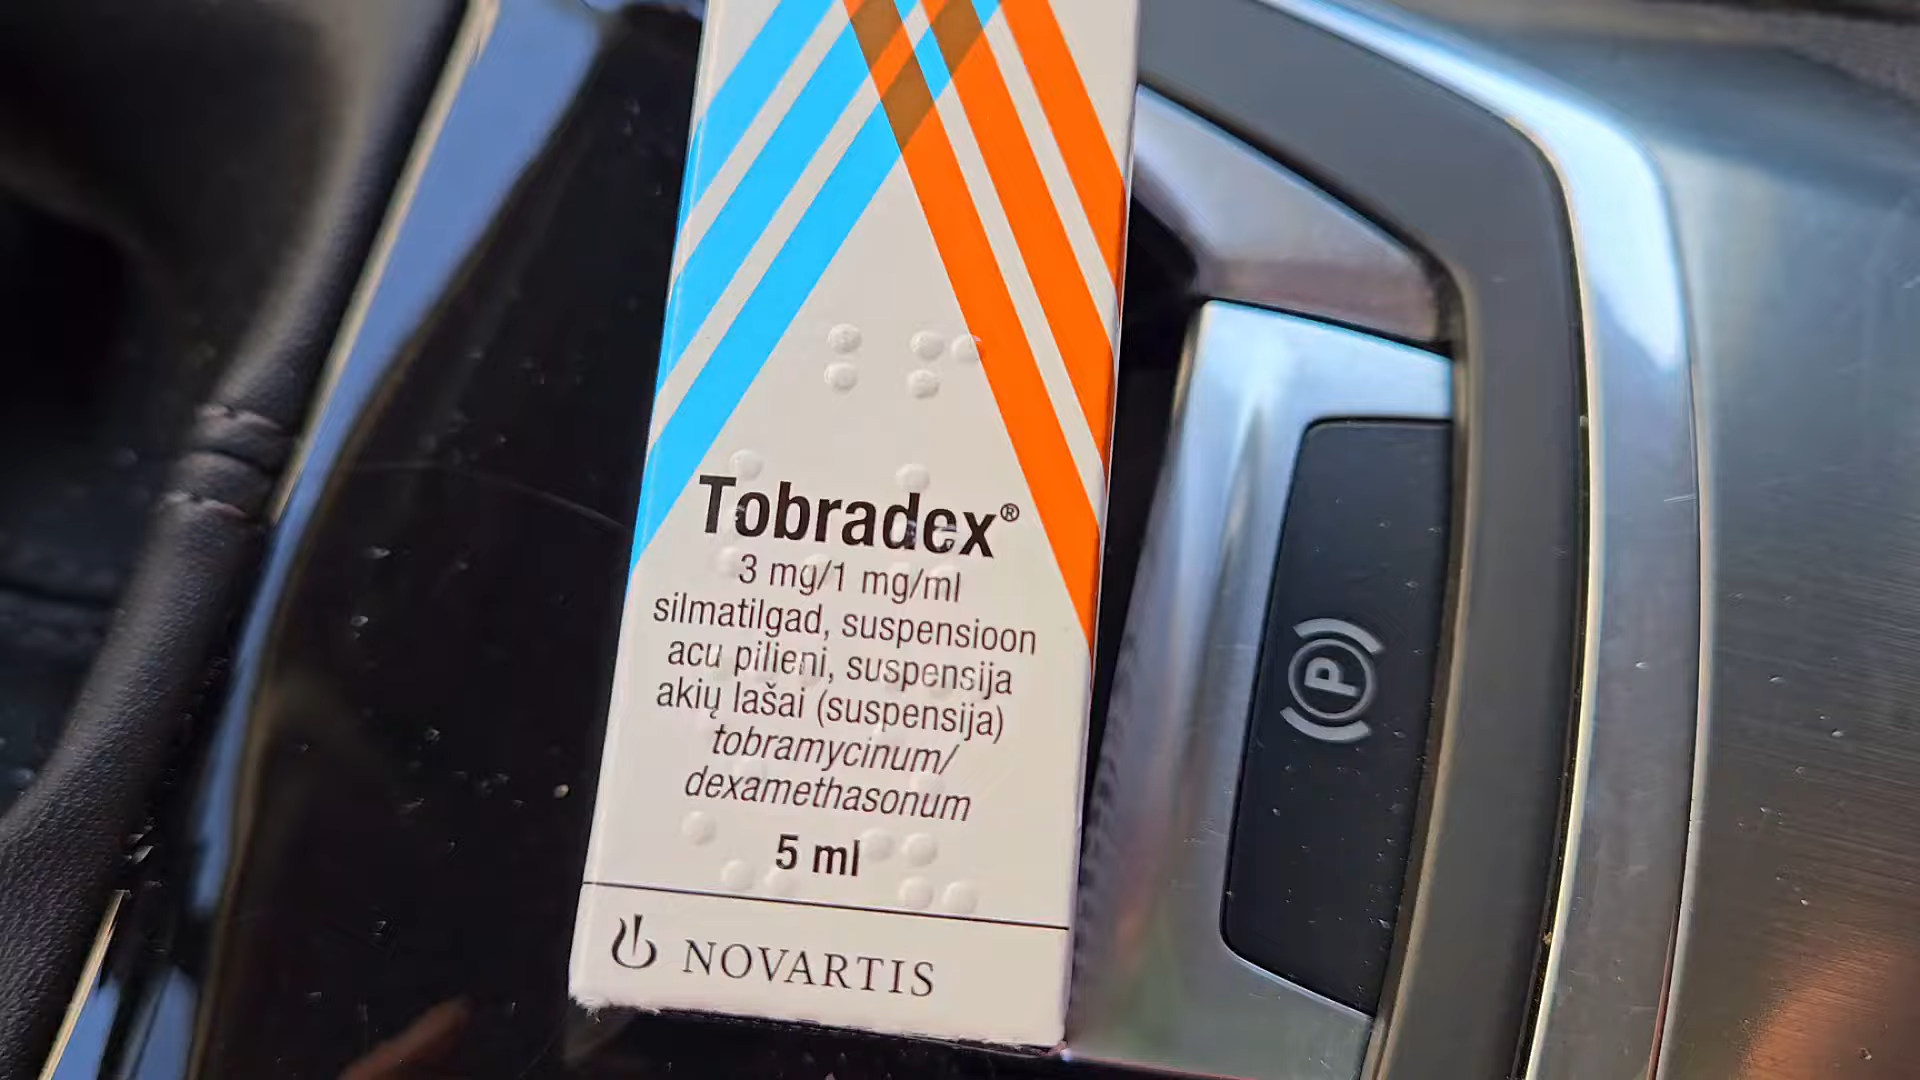 Tobradex®
3 mg/1 mg/ml
silmatilgad, suspensioon
acu pilieni, suspensija
akių lašai (suspensija)
tobramycinum/
dexamethasonum
5 ml
NOVARTIS
P